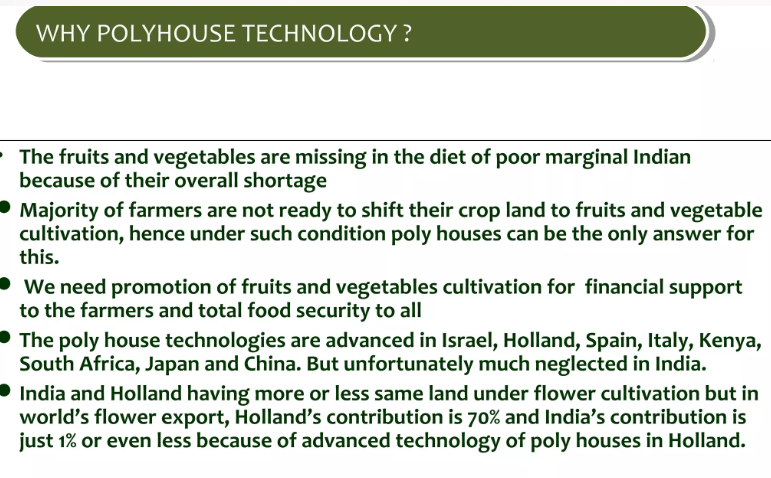 WHY POLYHOUSE TECHNOLOGY ?
The fruits and vegetables are missing in the diet of poor marginal Indian
because of their overall shortage
Majority of farmers are not ready to shift their crop land to fruits and vegetable
cultivation, hence under such condition poly houses can be the only answer for
this.
We need promotion of fruits and vegetables cultivation for financial support
to the farmers and total food security to all
The poly house technologies are advanced in Israel, Holland, Spain, Italy, Kenya,
South Africa, Japan and China. But unfortunately much neglected in India.
India and Holland having more or less same land under flower cultivation but in
world's flower export, Holland's contribution is 70% and India's contribution is
just 1% or even less because of advanced technology of poly houses in Holland.